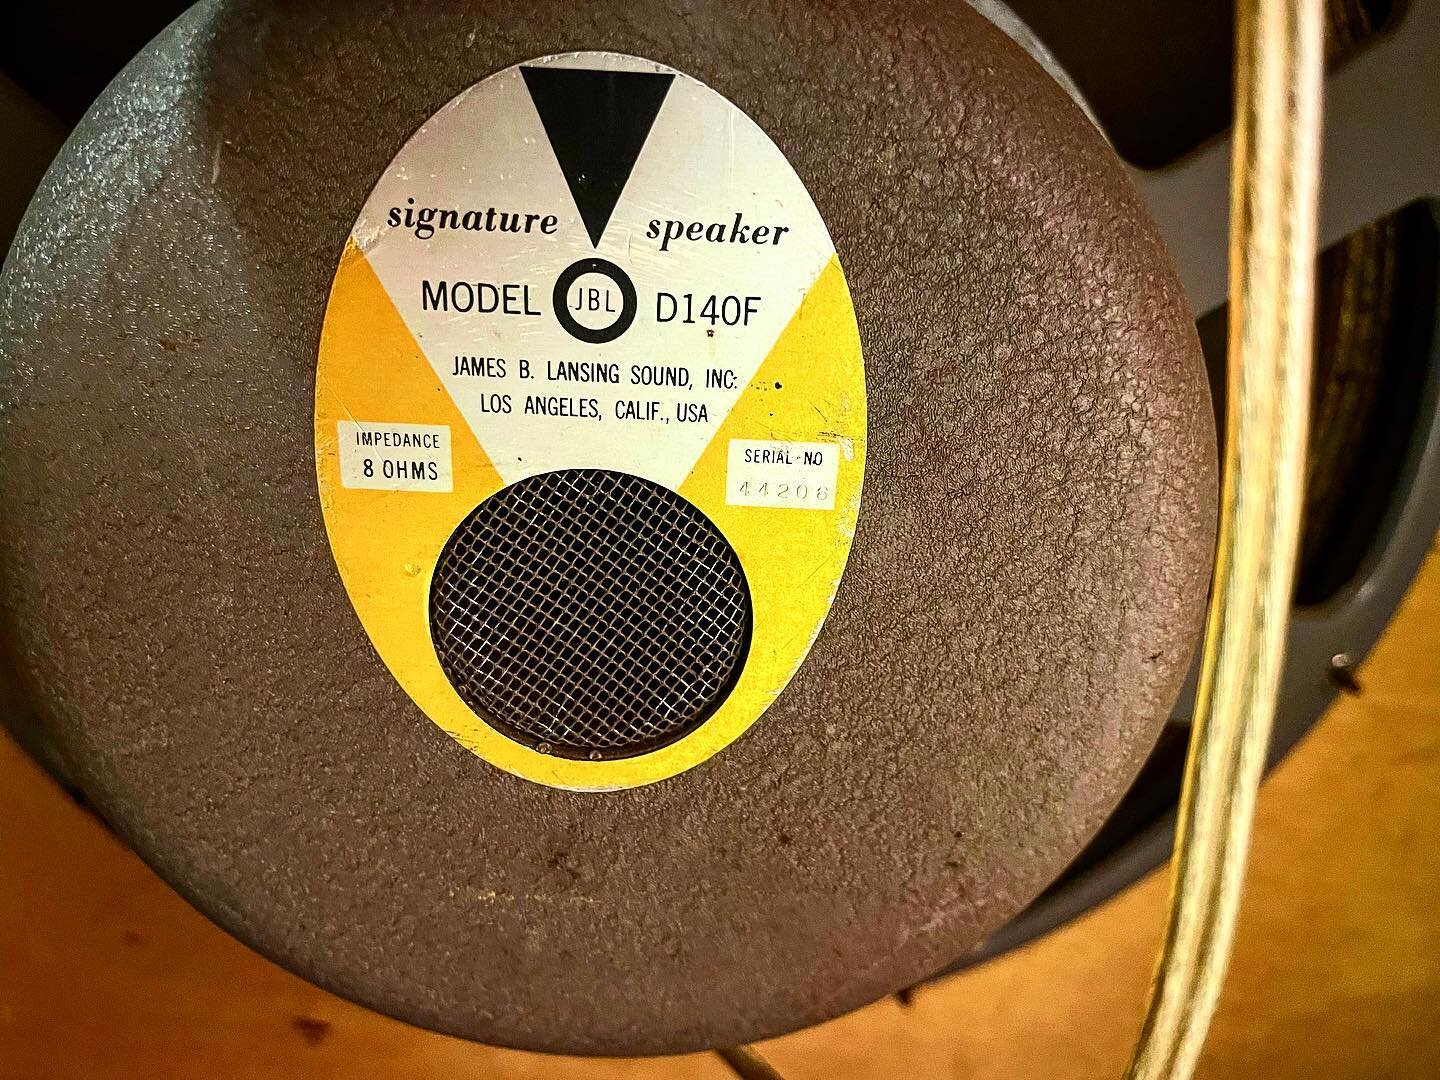 signature speaker
MODEL JBL D140F
JAMES B. LANSING SOUND, INC.
LOS ANGELES, CALIF., USA
IMPEDANCE
8 OHMS
SERIAL NO
44206